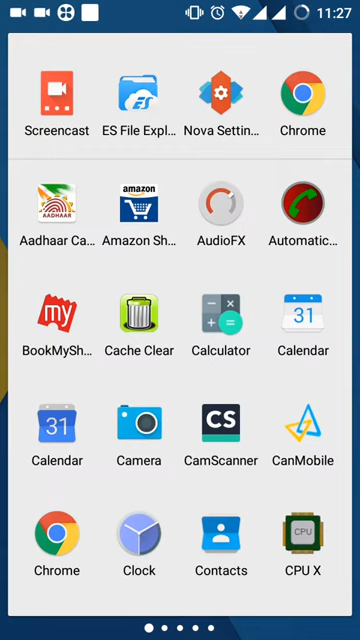 11:27
Screencast
ES File Expl...
Nova Settin...
Chrome
AADHAAR
amazon
Aadhaar Ca...
Amazon Sh...
AudioFX
Automatic...
my
31
BookMySh...
Cache Clear
Calculator
Calendar
31
CS
Calendar
Camera
CamScanner
CanMobile
CPU
Chrome
Clock
Contacts
CPU X